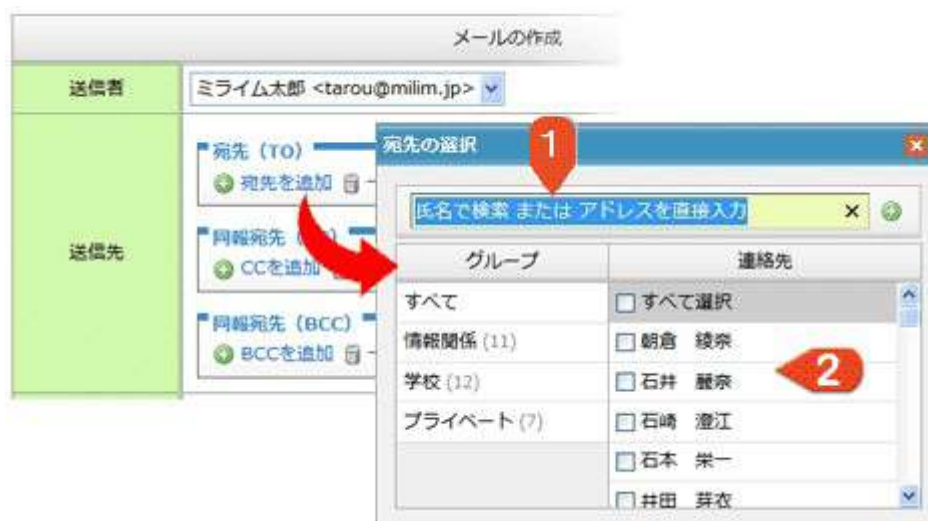 メールの作成
送信者
ミライム太郎 <tarou@milim.jp>
送信先
宛先（TO）
宛先を追加
同報宛先
CCを追加
同報宛先（BCC）
BCCを追加
宛先の選択
1
氏名で検索 または アドレスを直接入力
グループ
連絡先
すべて
すべて選択
情報関係 (11)
朝倉 綾奈
学校 (12)
石井 麗奈
2
プライベート (7)
石崎 澄江
石本 栄一
井田 芽衣